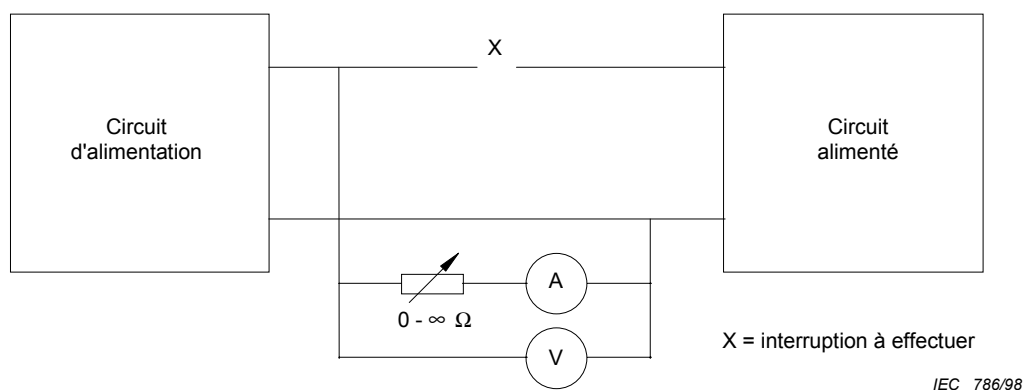 X
Circuit
d'alimentation
Circuit
alimenté
A
0 - ∞ Ω
V
X = interruption à effectuer
IEC 786/98